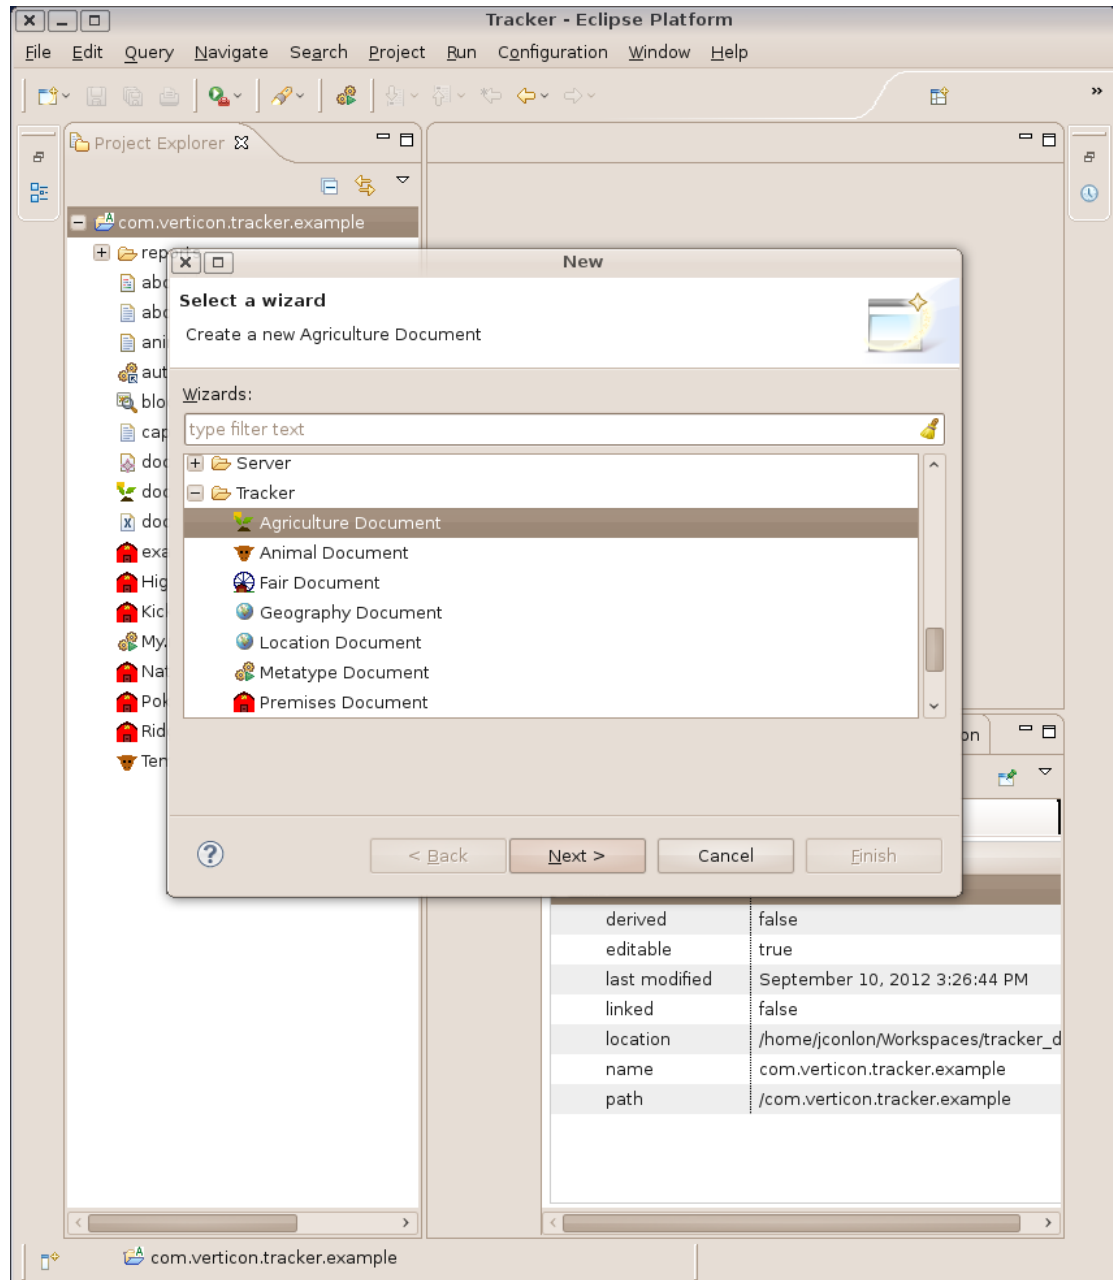 Tracker - Eclipse Platform
File Edit Query Navigate Search Project Run Configuration Window Help
Project Explorer
com.verticon.tracker.example
New
Select a wizard
Create a new Agriculture Document
Wizards:
type filter text
Server
Tracker
Agriculture Document
Animal Document
Fair Document
Geography Document
Location Document
Metatype Document
Premises Document
< Back Next > Cancel Finish
derived false
editable true
last modified September 10, 2012 3:26:44 PM
linked false
location /home/jconlon/Workspaces/tracker_d
name com.verticon.tracker.example
path /com.verticon.tracker.example
com.verticon.tracker.example